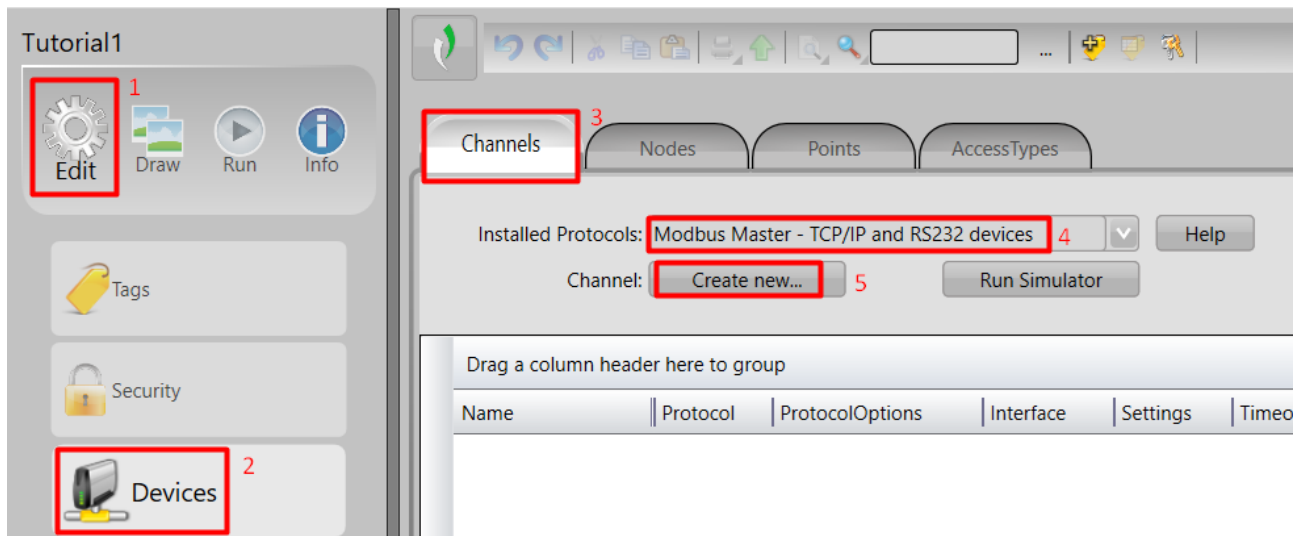 Tutorial1
1
Edit
Draw
Run
Info
Tags
Security
2
Devices
...
3
Channels
Nodes
Points
AccessTypes
Installed Protocols: Modbus Master - TCP/IP and RS232 devices 4 Help
Channel: Create new... 5 Run Simulator
Drag a column header here to group
Name Protocol ProtocolOptions Interface Settings Timeo